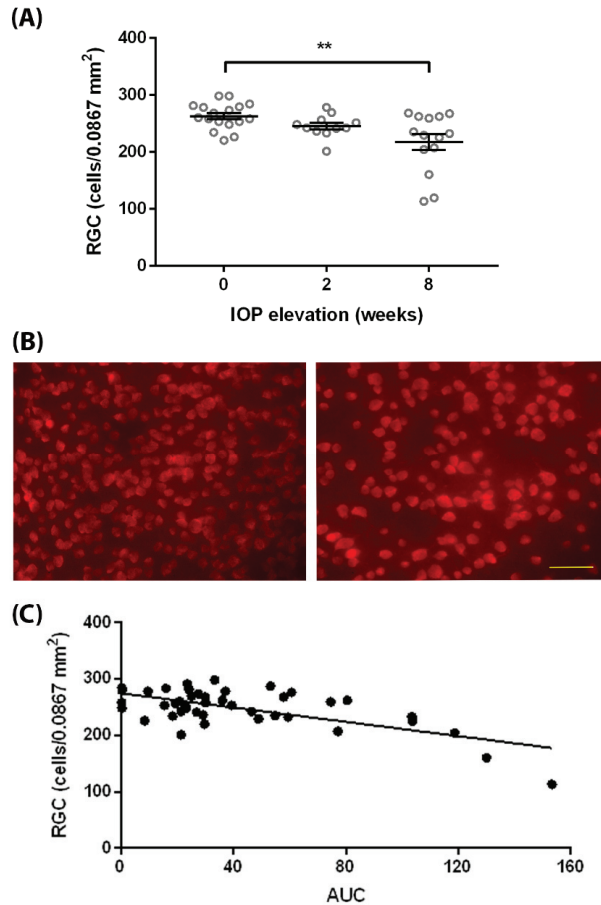 (A)
400
300
200
100
0
RGC (cells/0.0867 mm²)
**
0 2 8
IOP elevation (weeks)
(B)
(C)
400
300
200
100
0
RGC (cells/0.0867 mm²)
0 40 80 120 160
AUC